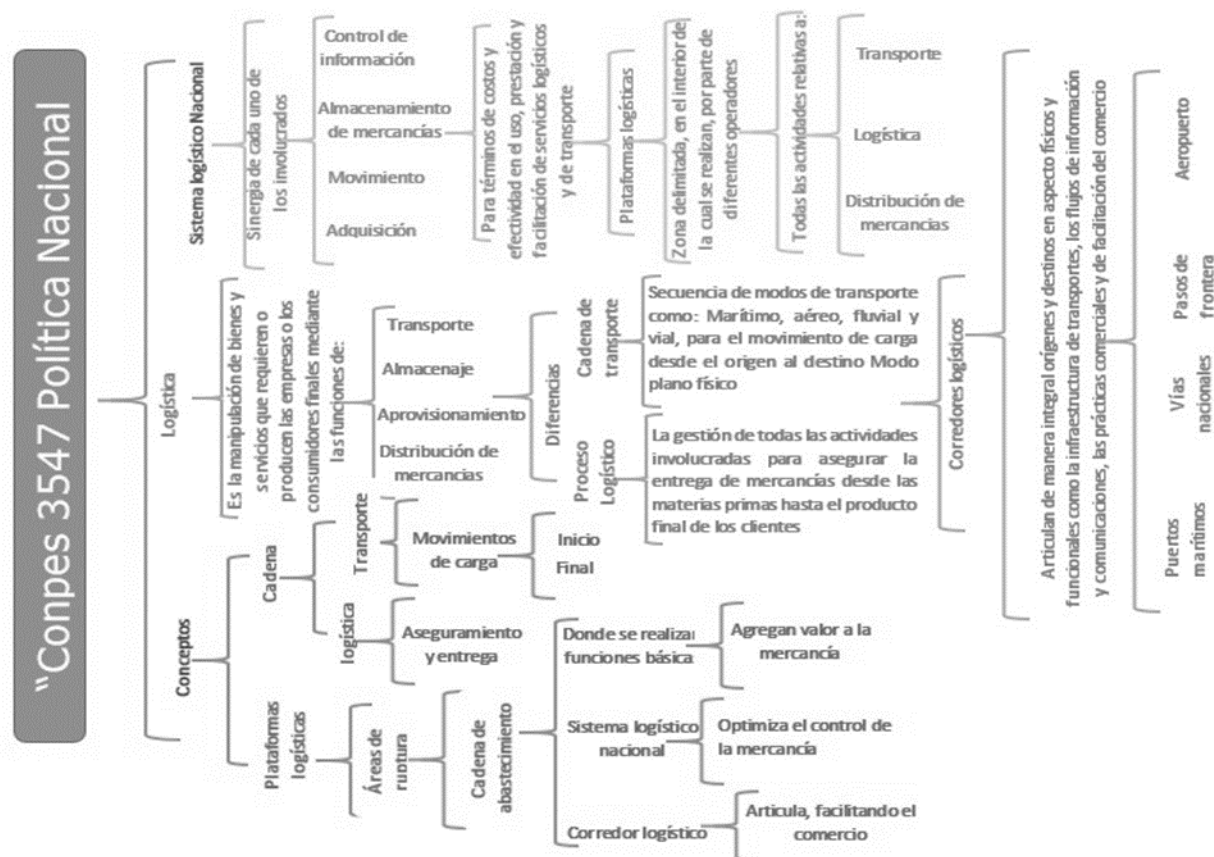 "Conpes 3547 Política Nacional
Conceptos
Plataformas
logísticas
Áreas de
ruptura
Cadena de
abastecimiento
Donde se realizar
funciones básica
Agregan valor a la
mercancía
Sistema logístico
nacional
Optimiza el control de
la mercancía
Corredor logístico
Articula, facilitando el
comercio
Cadena
logística
Aseguramiento
y entrega
Transporte
Movimientos
de carga
Inicio
Final
Logística
Es la manipulación de bienes y
servicios que requieren o
producen las empresas o los
consumidores finales mediante
las funciones de:
Transporte
Almacenaje
Aprovisionamiento
Distribución de
mercancias
Diferencias
Proceso
Logístico
La gestión de todas las actividades
involucradas para asegurar la
entrega de mercancías desde las
materias primas hasta el producto
final de los clientes
Cadena de
transporte
Secuencia de modos de transporte
como: Marítimo, aéreo, fluvial y
vial, para el movimiento de carga
desde el origen al destino Modo
plano físico
Corredores logísticos
Articulan de manera integral orígenes y destinos en aspecto físicos y
funcionales como la infraestructura de transportes, los flujos de información
y comunicaciones, las prácticas comerciales y de facilitación del comercio
Puertos
marítimos
Vías
nacionales
Pasos de
frontera
Aeropuerto
Sistema logístico Nacional
Sinergia de cada uno de
los involucrados
Control de
información
Almacenamiento
de mercancías
Movimiento
Adquisición
Para términos de costos y
efectividad en el uso, prestación y
facilitación de servicios logísticos
y de transporte
Plataformas logísticas
Zona delimitada, en el interior de
la cual se realizan, por parte de
diferentes operadores
Todas las actividades relativas a:
Transporte
Logística
Distribución de
mercancias